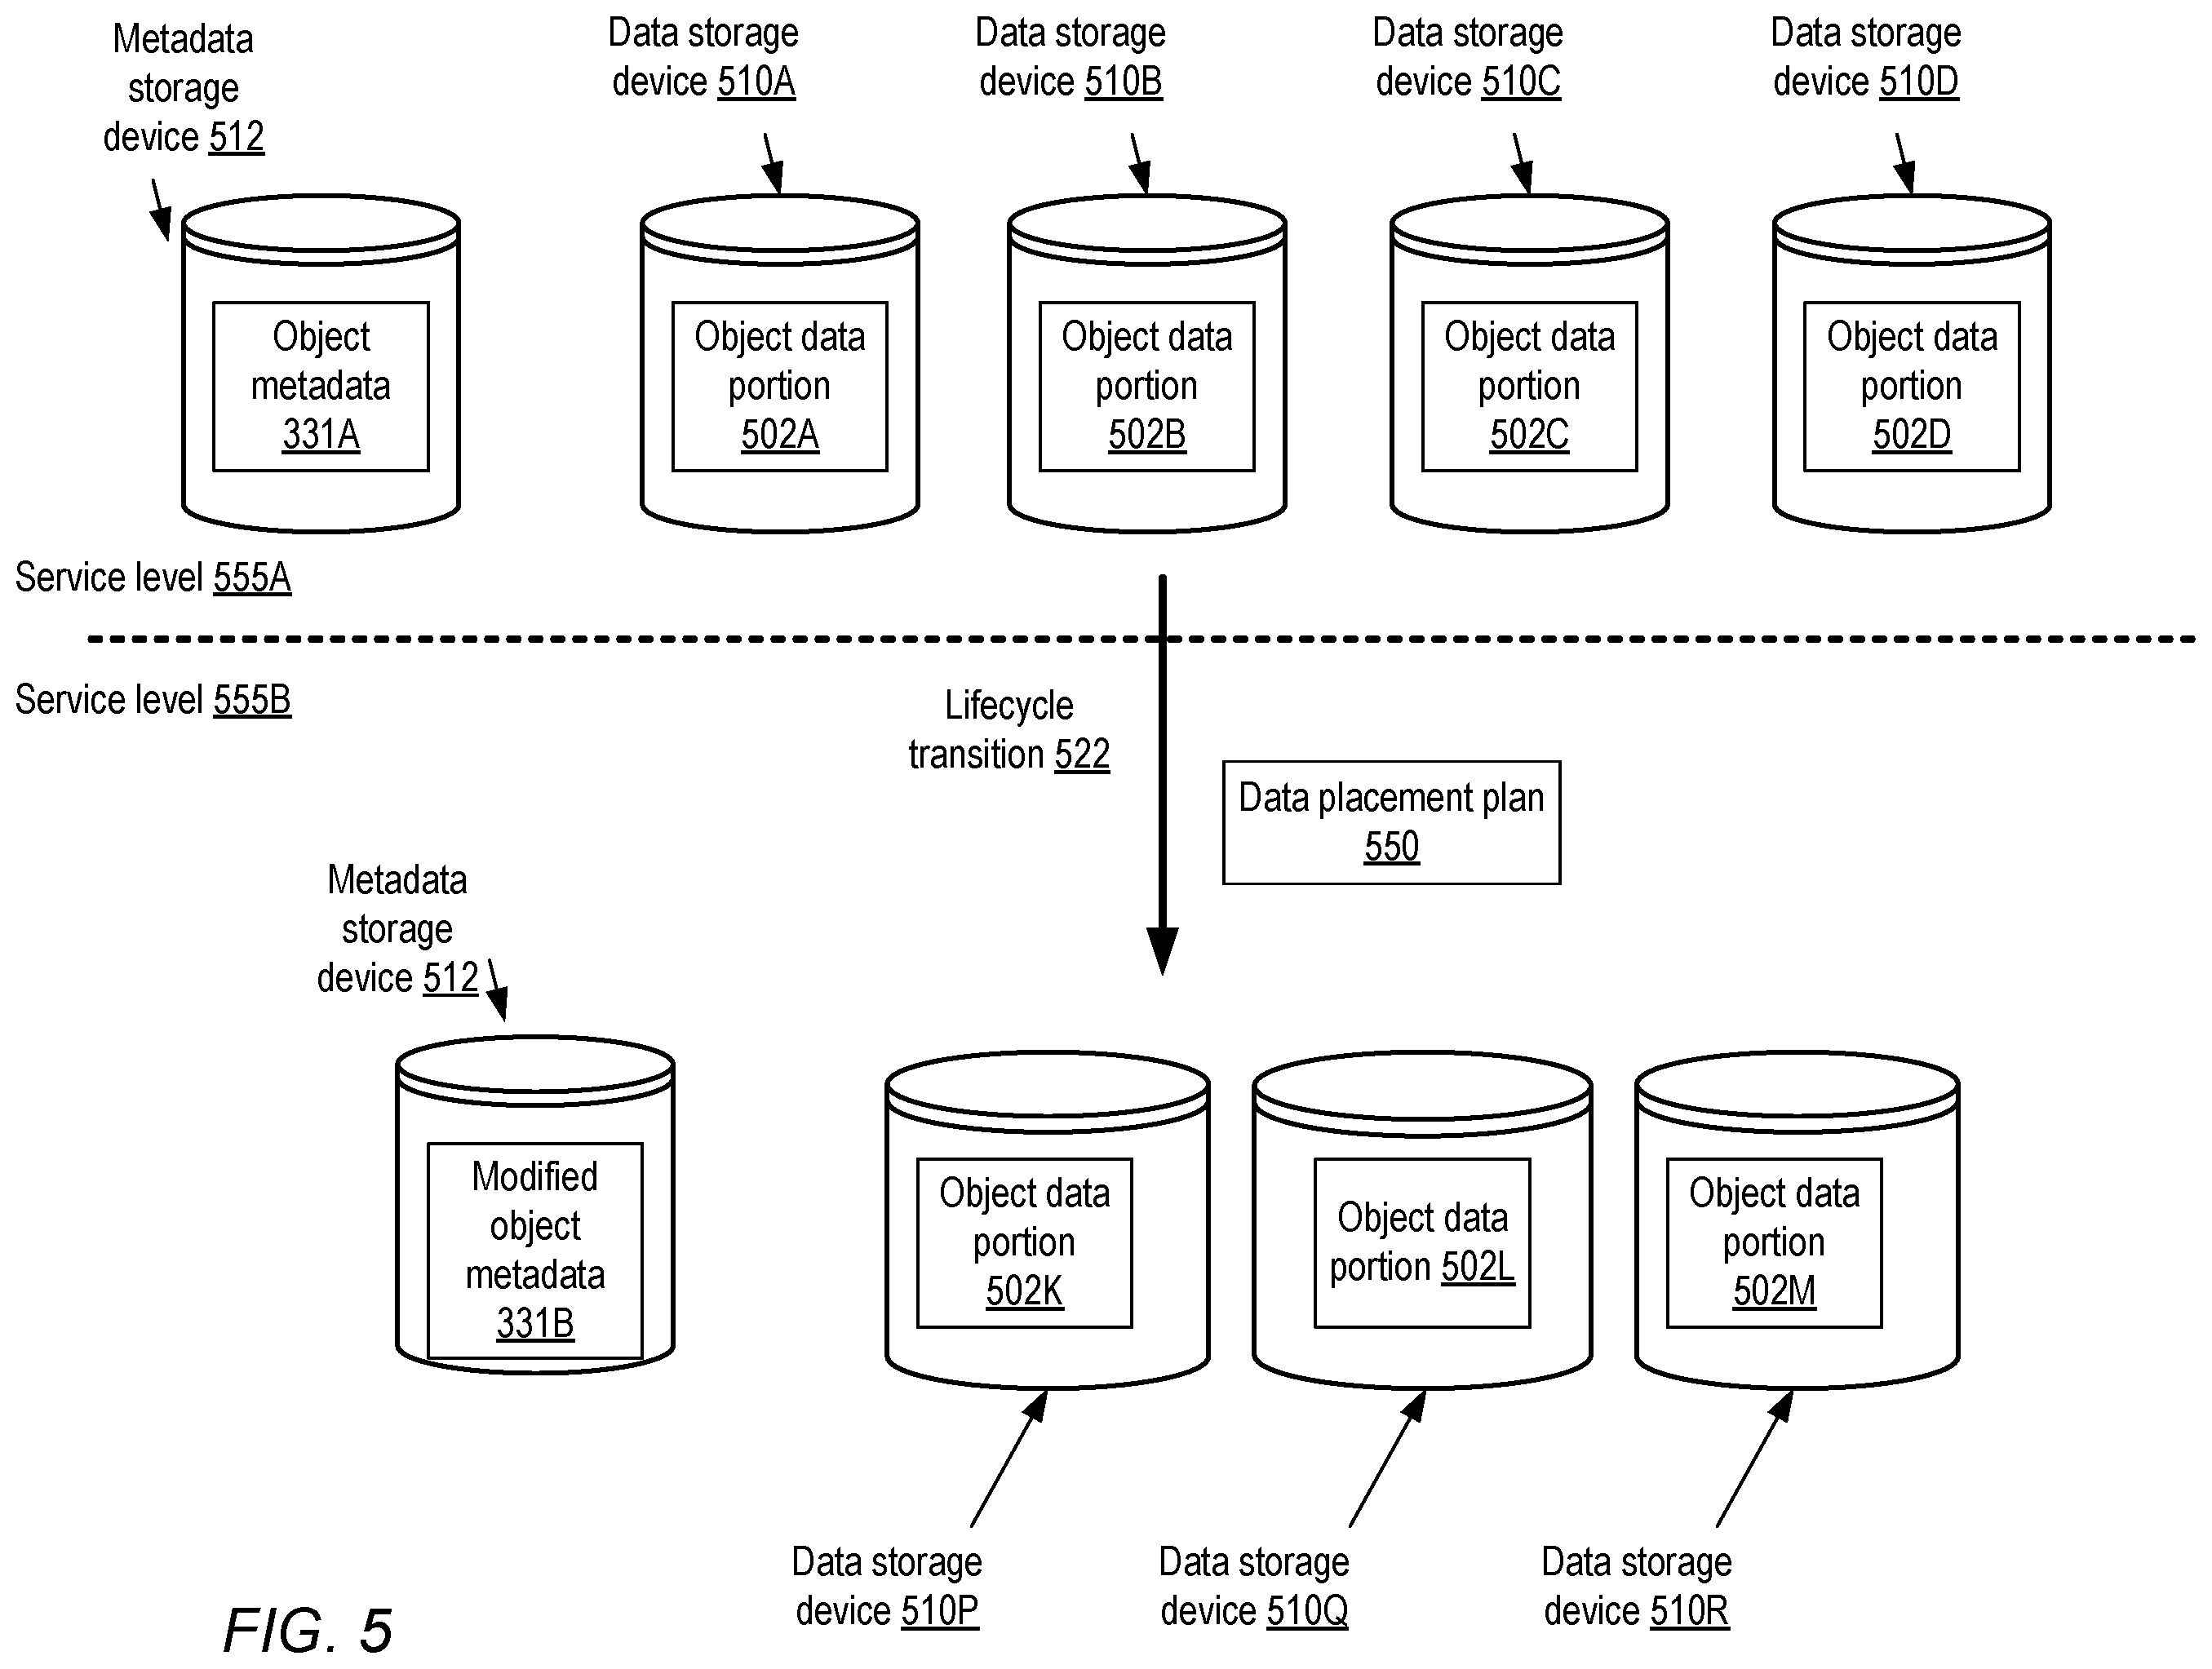 Metadata
storage
device 512
Data storage
device 510A
Data storage
device 510B
Data storage
device 510C
Data storage
device 510D
Object
metadata
331A
Object data
portion
502A
Object data
portion
502B
Object data
portion
502C
Object data
portion
502D
Service level 555A
Service level 555B
Lifecycle
transition 522
Data placement plan
550
Metadata
storage
device 512
Modified
object
metadata
331B
Object data
portion
502K
Object data
portion 502L
Object data
portion
502M
Data storage
device 510P
Data storage
device 510Q
Data storage
device 510R
FIG. 5